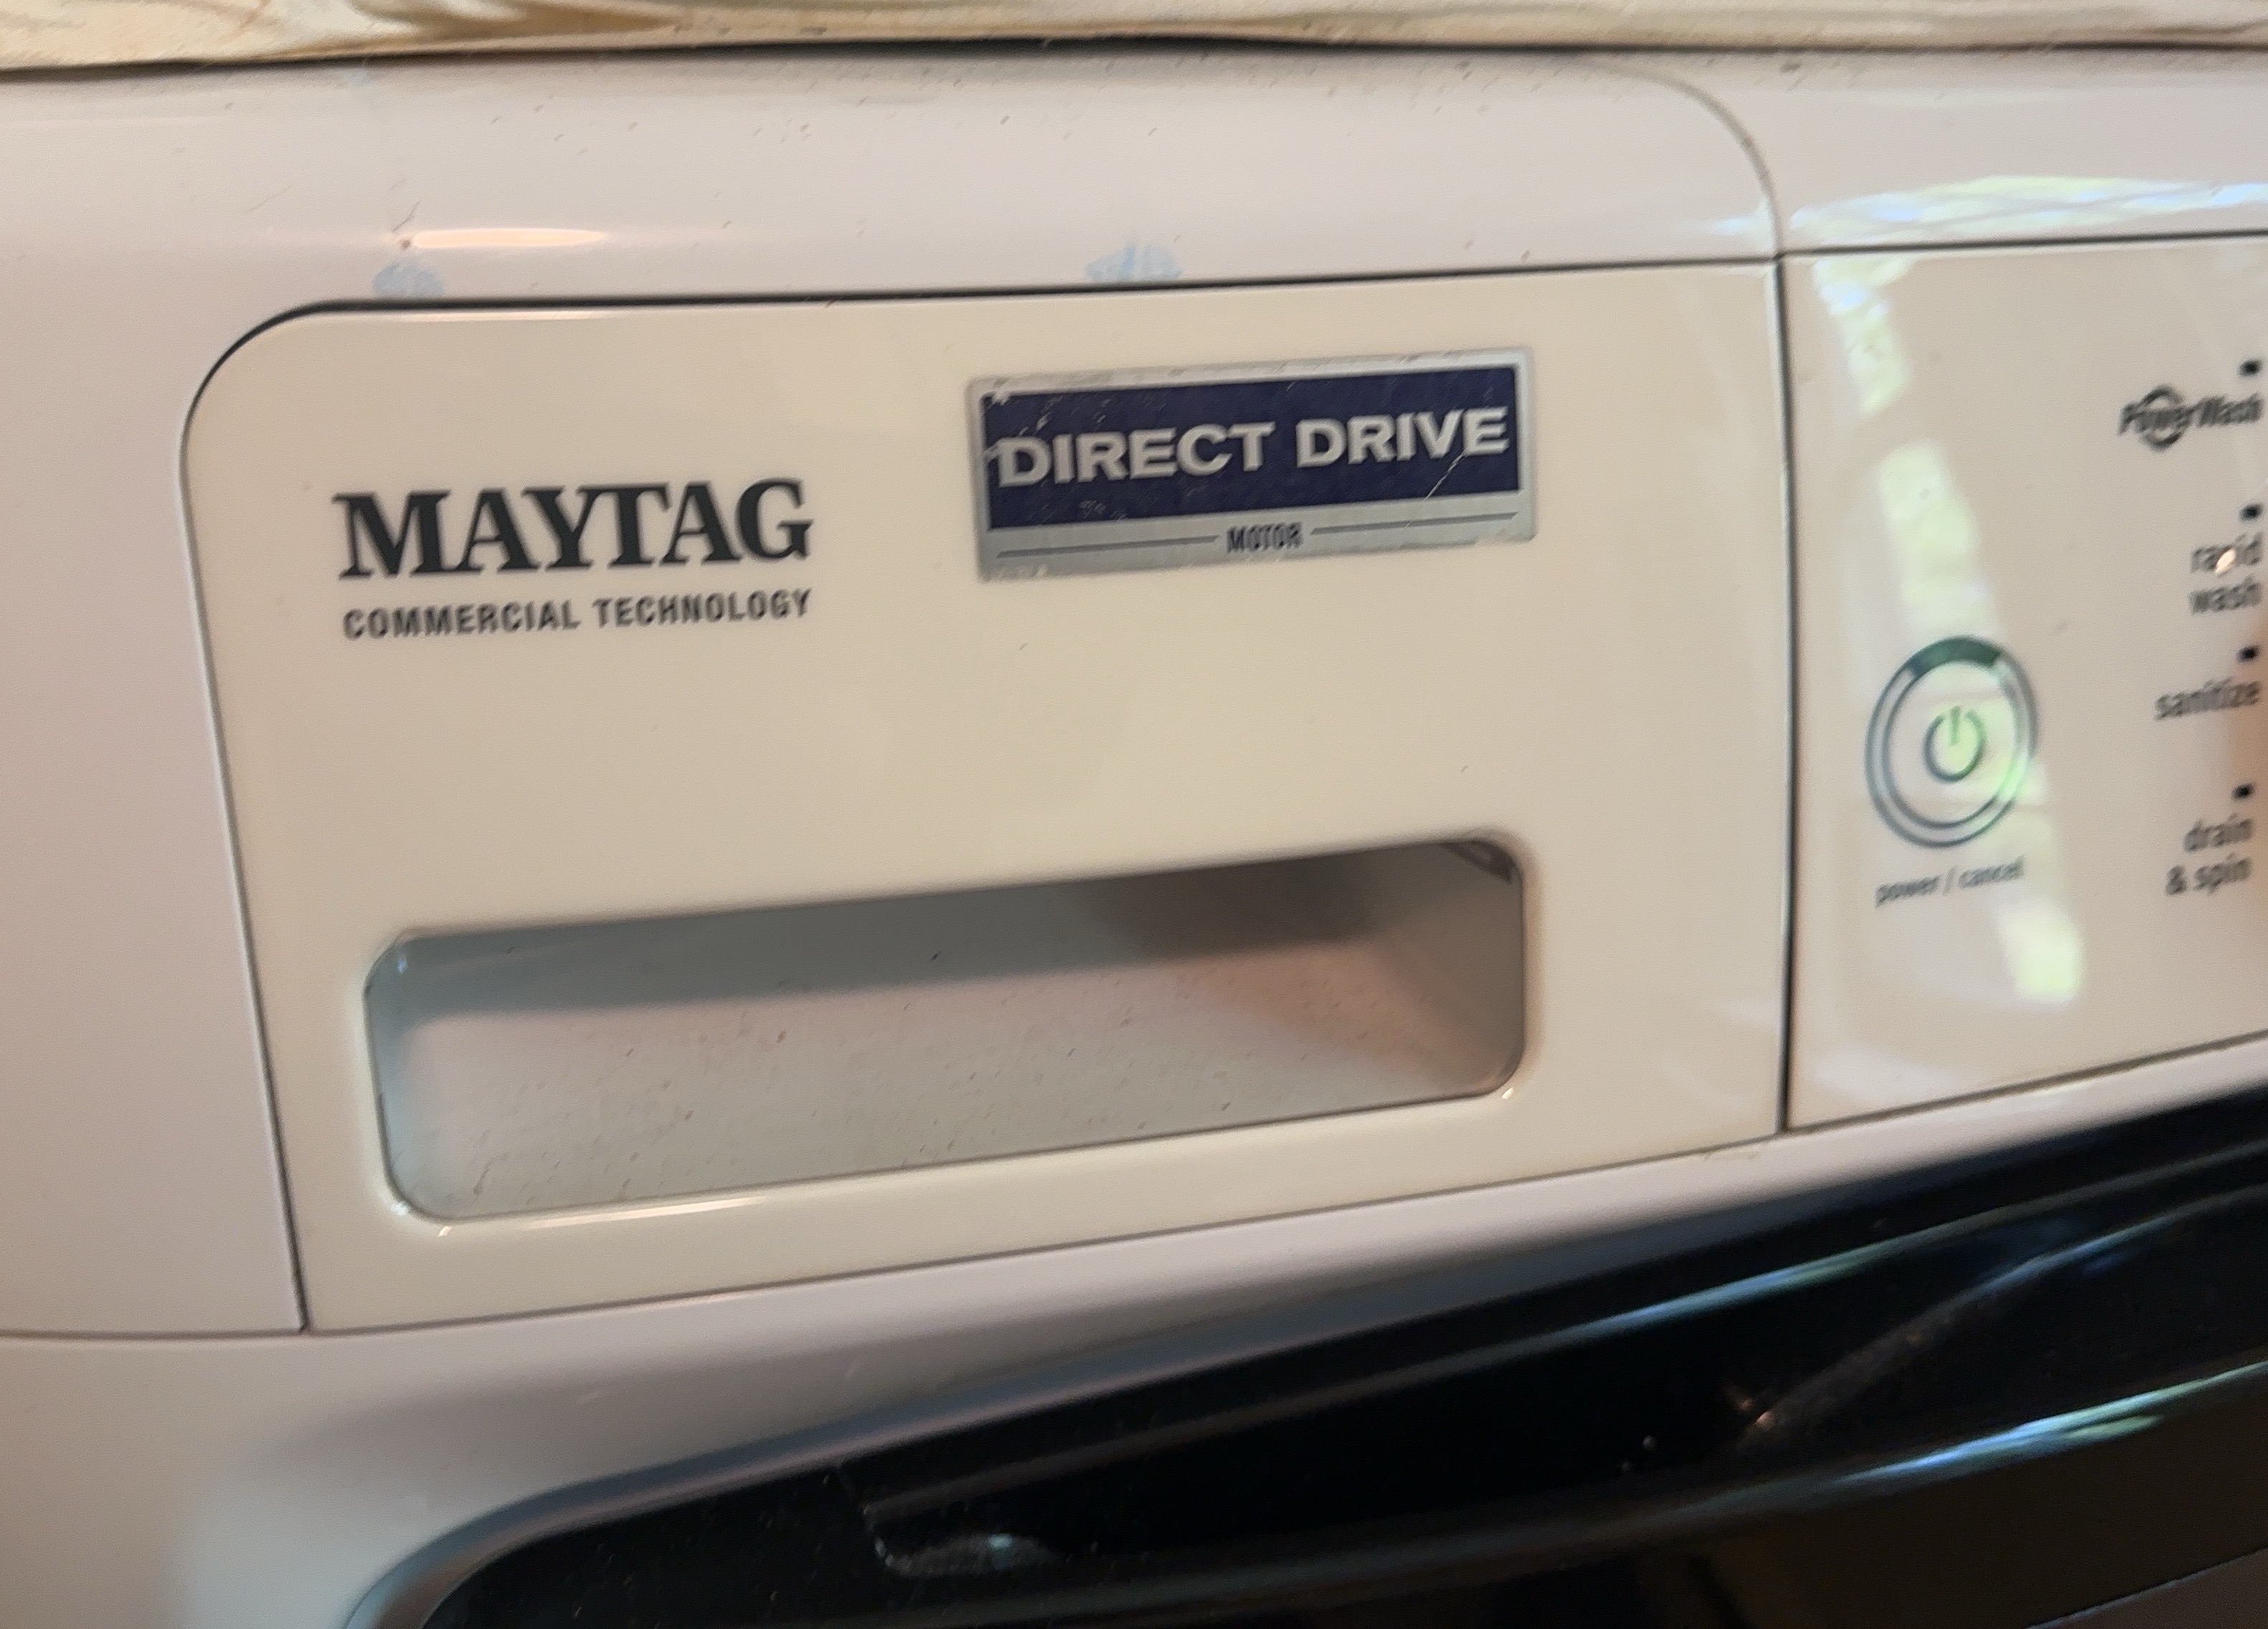 MAYTAG
COMMERCIAL TECHNOLOGY
DIRECT DRIVE
MOTOR
power / cancel
PowerWash
rapid
wash
sanitize
drain
& spin